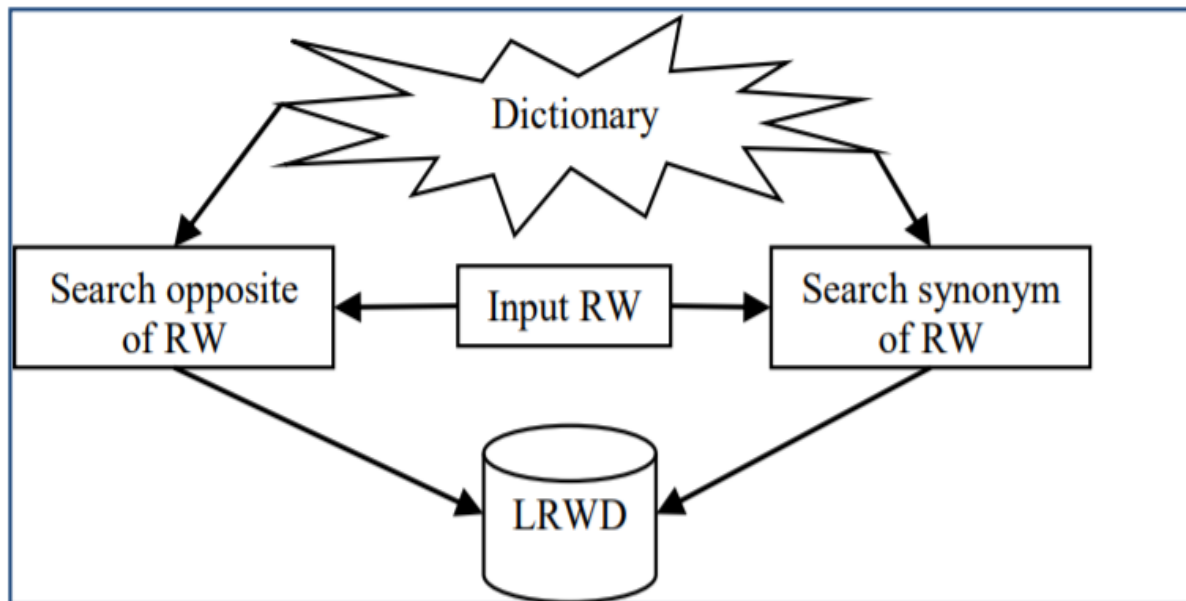 Dictionary
Search opposite
of RW
Input RW
Search synonym
of RW
LRWD